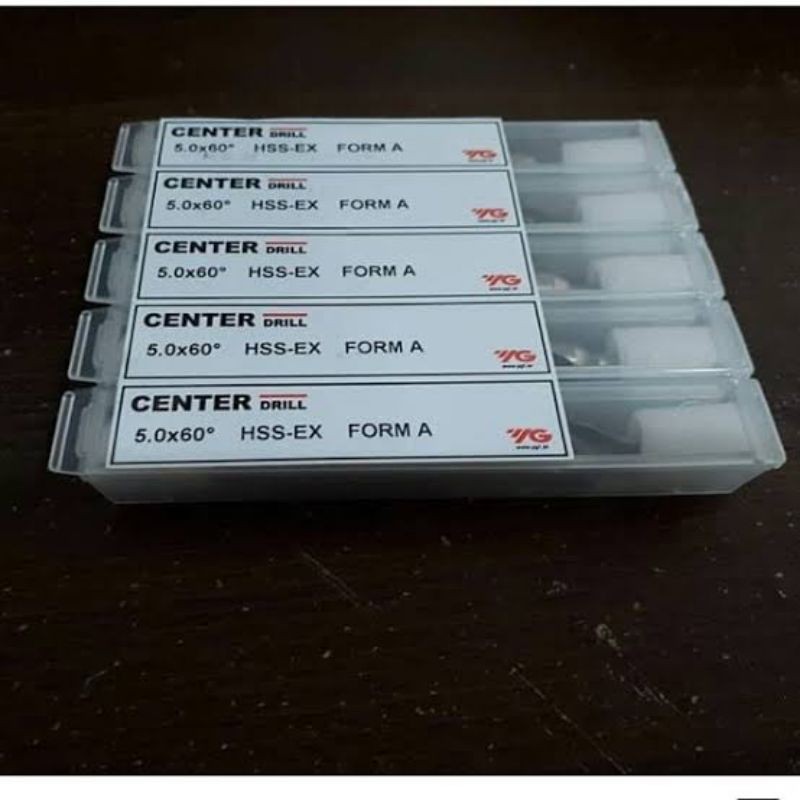 CENTER DRILL
5.0x60° HSS-EX FORM A
YG
CENTER DRILL
5.0x60° HSS-EX FORM A
YG
CENTER DRILL
5.0x60° HSS-EX FORM A
YG
CENTER DRILL
5.0x60° HSS-EX FORM A
YG
CENTER DRILL
5.0x60° HSS-EX FORM A
YG